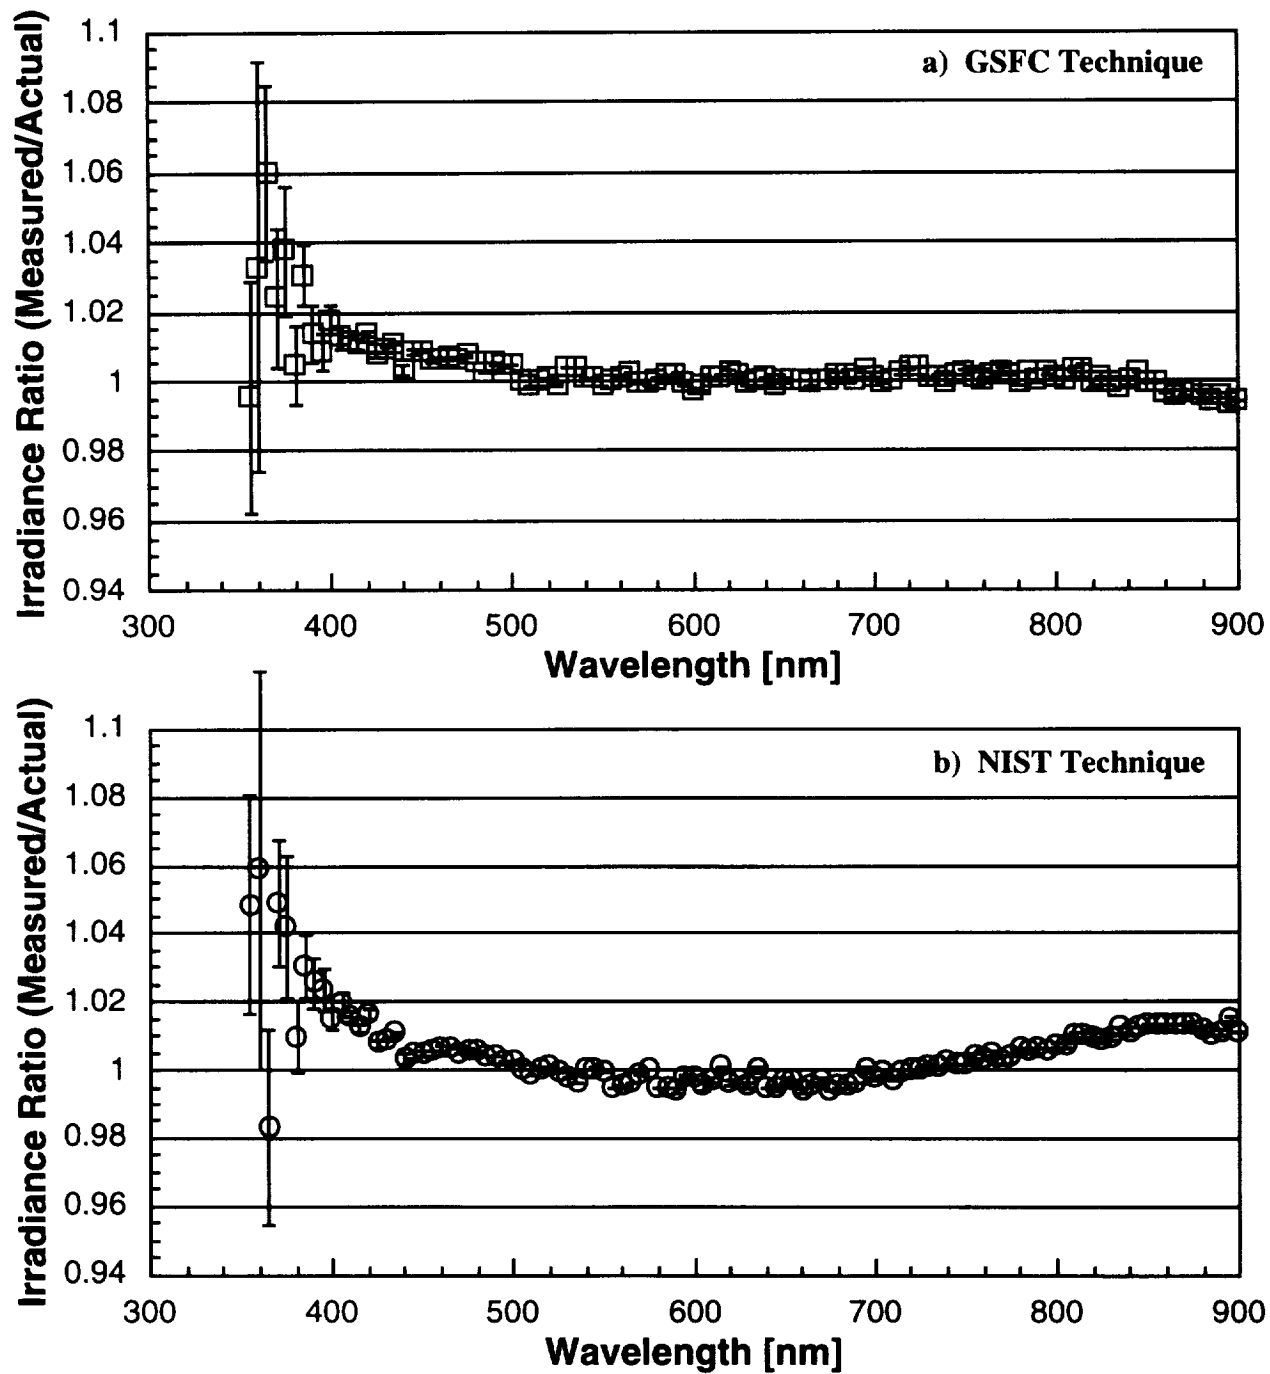 Irradiance Ratio (Measured/Actual)
1.1
1.08
1.06
1.04
1.02
1
0.98
0.96
0.94
a) GSFC Technique
300 400 500 600 700 800 900
Wavelength [nm]
Irradiance Ratio (Measured/Actual)
1.1
1.08
1.06
1.04
1.02
1
0.98
0.96
0.94
b) NIST Technique
300 400 500 600 700 800 900
Wavelength [nm]